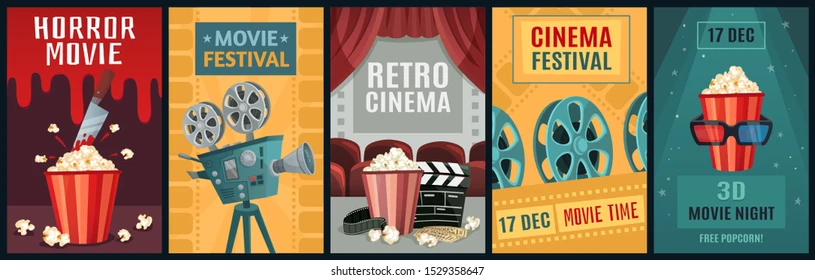 HORROR
MOVIE
★ MOVIE ★
FESTIVAL
RETRO
CINEMA
CINEMA
FESTIVAL
17 DEC
MOVIE TIME
17 DEC
3D
MOVIE NIGHT
FREE POPCORN!
shutterstock.com · 1529358647